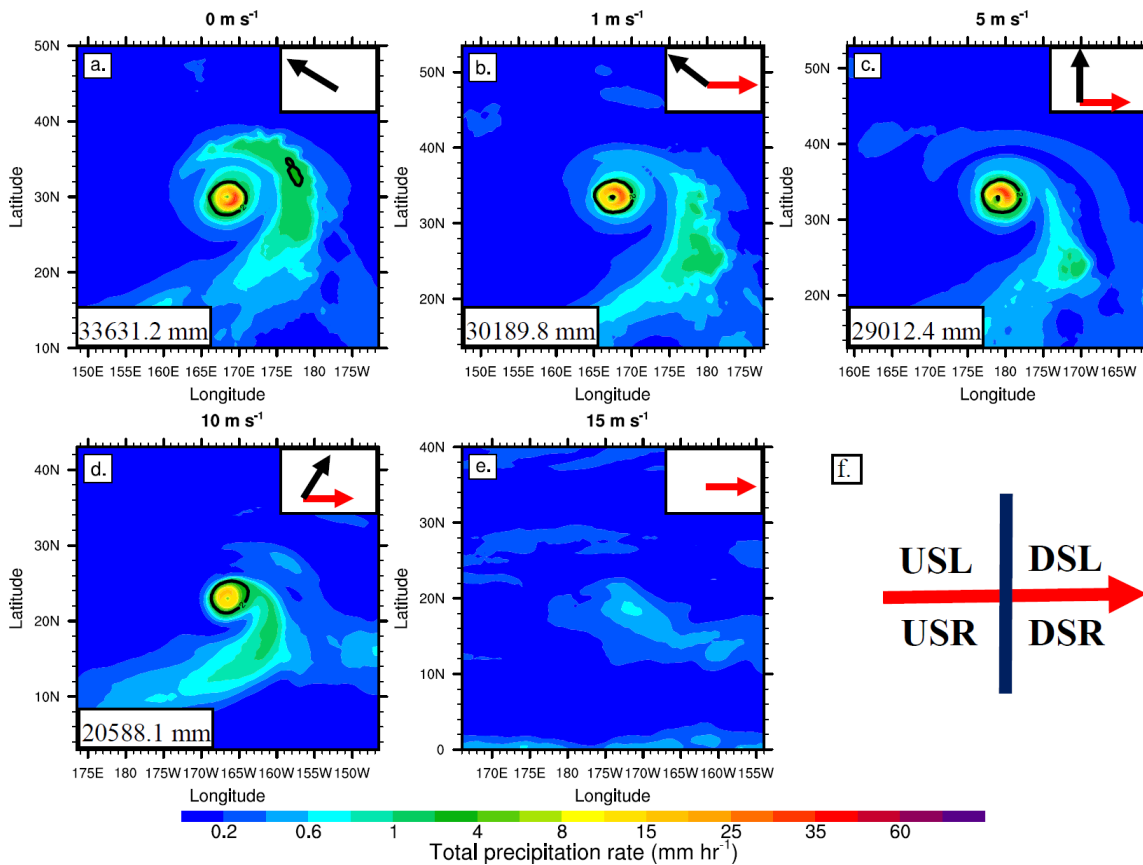 0 m s⁻¹
1 m s⁻¹
5 m s⁻¹
50N
40N
30N
20N
10N
Latitude
a.
33631.2 mm
150E 155E 160E 165E 170E 175E 180 175W
Longitude
50N
40N
30N
20N
Latitude
b.
30189.8 mm
150E 155E 160E 165E 170E 175E 180 175W
Longitude
50N
40N
30N
20N
Latitude
c.
29012.4 mm
160E 165E 170E 175E 180 175W 170W 165W
Longitude
10 m s⁻¹
15 m s⁻¹
40N
30N
20N
10N
Latitude
d.
20588.1 mm
175E 180 175W 170W 165W 160W 155W 150W
Longitude
40N
30N
20N
10N
0
Latitude
e.
170E 175E 180 175W 170W 165W 160W 155W
Longitude
f.
USL DSL
USR DSR
0.2 0.6 1 4 8 15 25 35 60
Total precipitation rate (mm hr⁻¹)